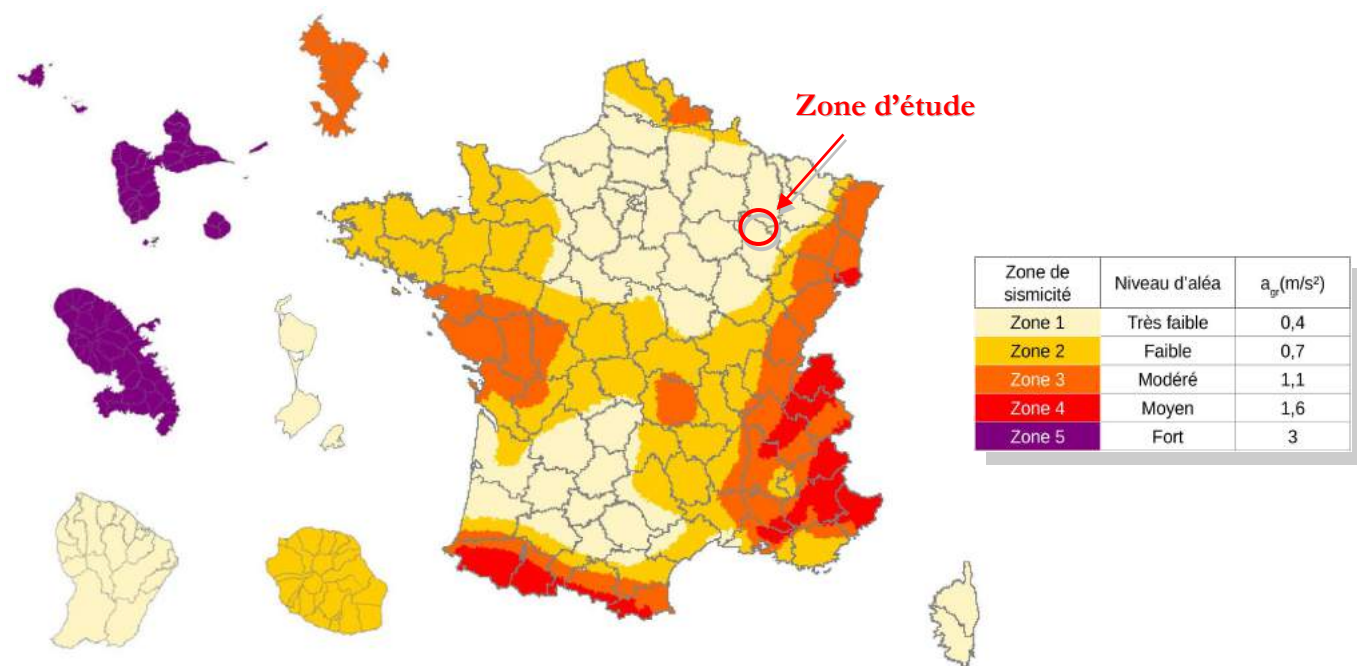 Zone d'étude
Zone de sismicité Niveau d'aléa a_gr(m/s²)
Zone 1 Très faible 0,4
Zone 2 Faible 0,7
Zone 3 Modéré 1,1
Zone 4 Moyen 1,6
Zone 5 Fort 3